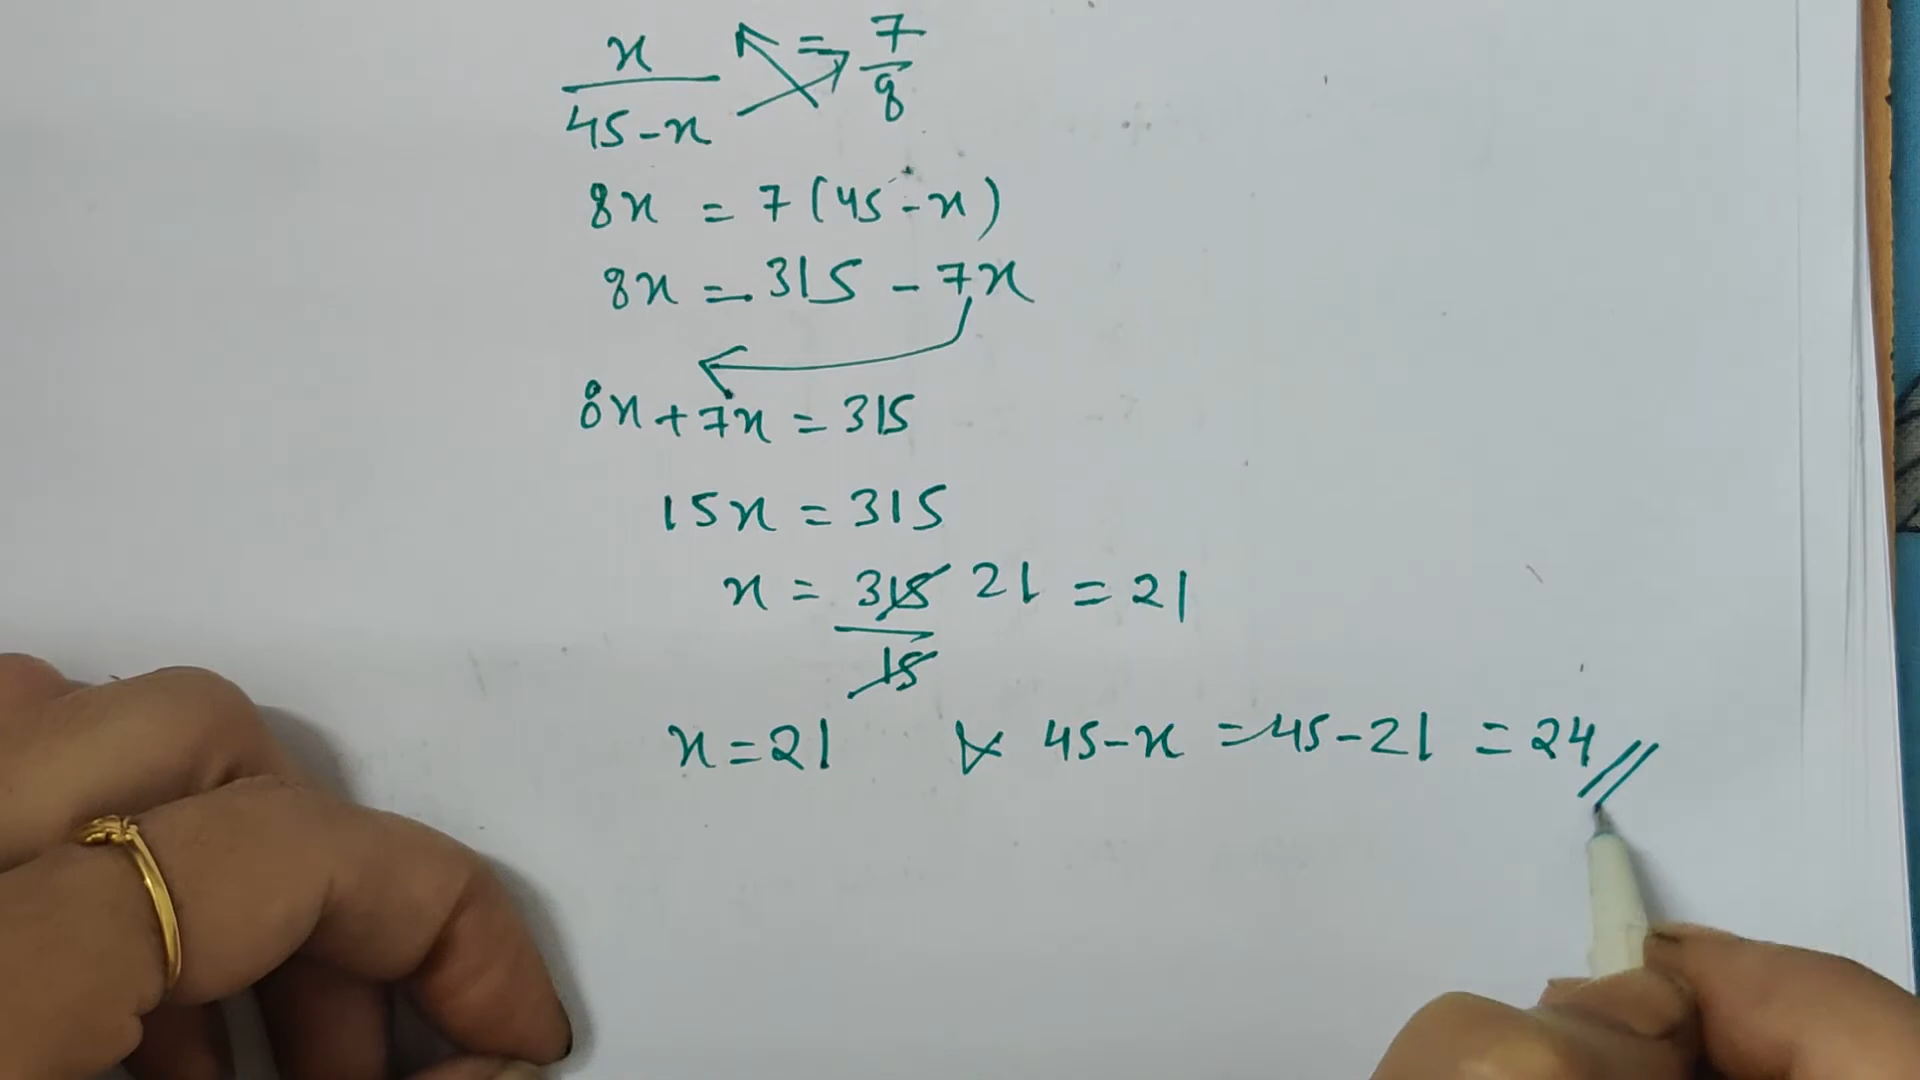 x/(45-x) = 7/8
8x = 7(45-x)
8x = 315 - 7x
8x+7x = 315
15x = 315
x = 315/15 21 = 21
x = 21 & 45-x = 45-21 = 24//